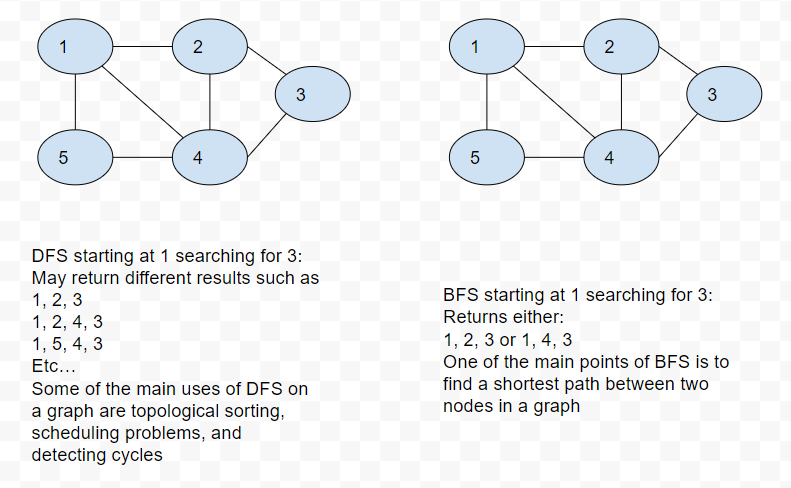 1
2
3
5
4
DFS starting at 1 searching for 3:
May return different results such as
1, 2, 3
1, 2, 4, 3
1, 5, 4, 3
Etc...
Some of the main uses of DFS on
a graph are topological sorting,
scheduling problems, and
detecting cycles
1
2
3
5
4
BFS starting at 1 searching for 3:
Returns either:
1, 2, 3 or 1, 4, 3
One of the main points of BFS is to
find a shortest path between two
nodes in a graph